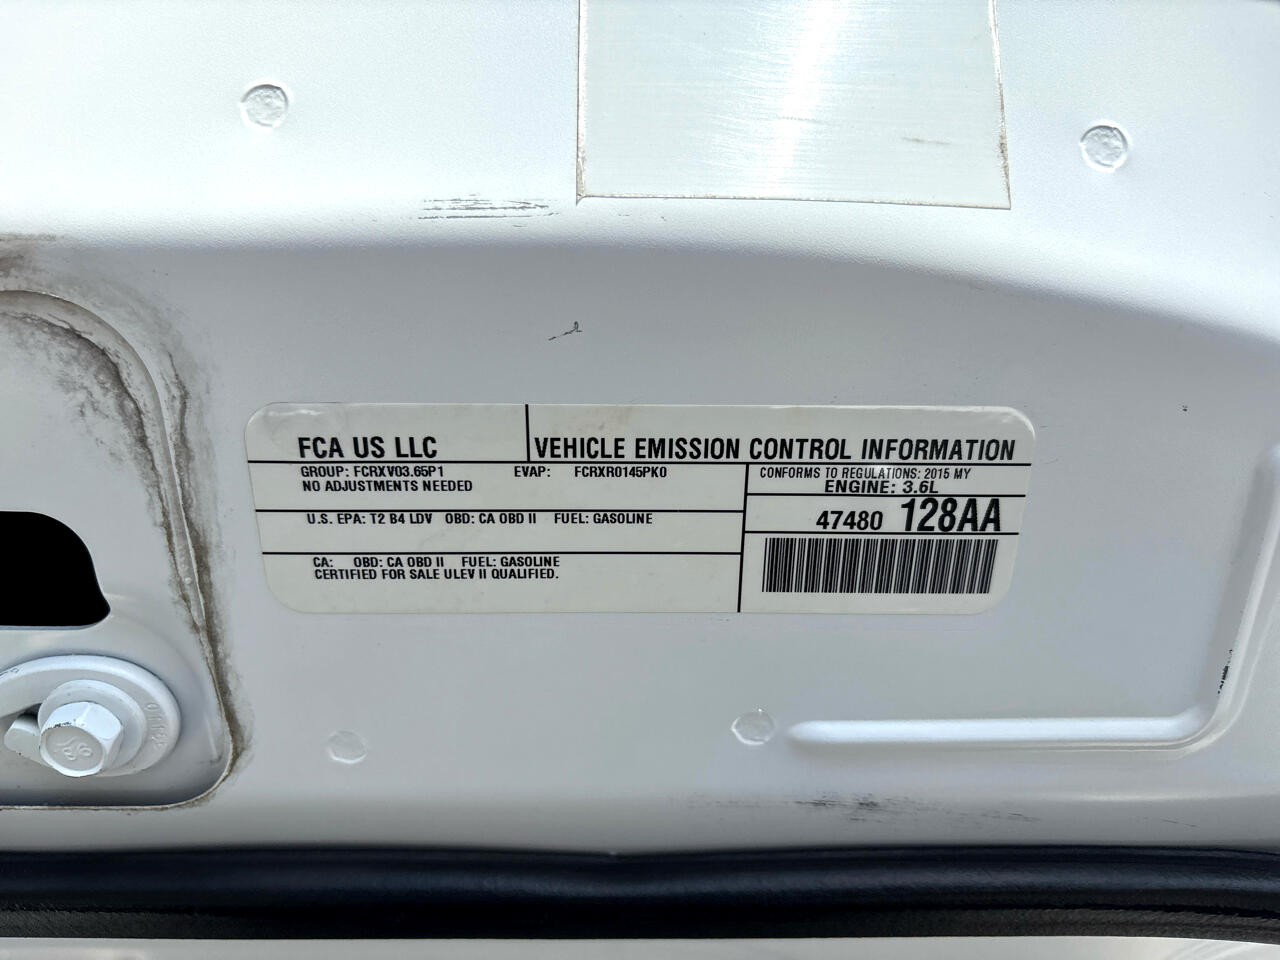 FCA US LLC
VEHICLE EMISSION CONTROL INFORMATION
GROUP: FCRXV03.65P1 EVAP: FCRXR0145PK0
NO ADJUSTMENTS NEEDED
CONFORMS TO REGULATIONS: 2015 MY
ENGINE: 3.6L
U.S. EPA: T2 B4 LDV OBD: CA OBD II FUEL: GASOLINE
47480 128AA
CA: OBD: CA OBD II FUEL: GASOLINE
CERTIFIED FOR SALE ULEV II QUALIFIED.